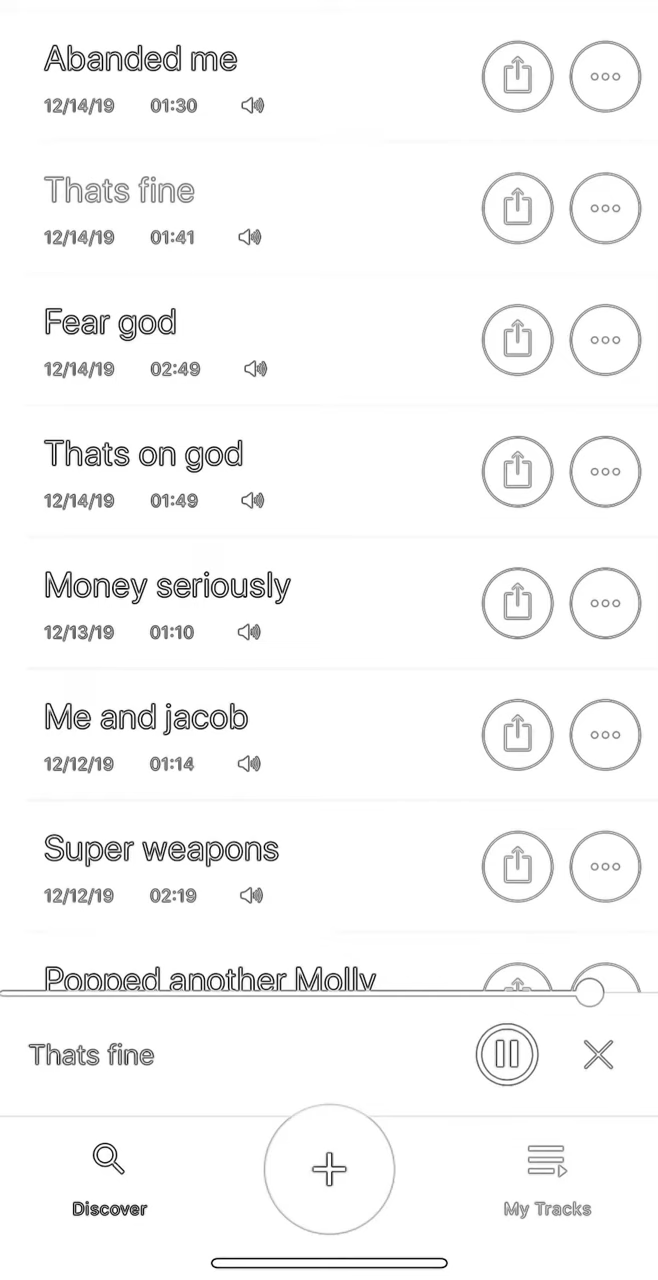 Abanded me
12/14/19 01:30
Thats fine
12/14/19 01:41
Fear god
12/14/19 02:49
Thats on god
12/14/19 01:49
Money seriously
12/13/19 01:10
Me and jacob
12/12/19 01:14
Super weapons
12/12/19 02:19
Popped another Molly
Thats fine
Discover
My Tracks